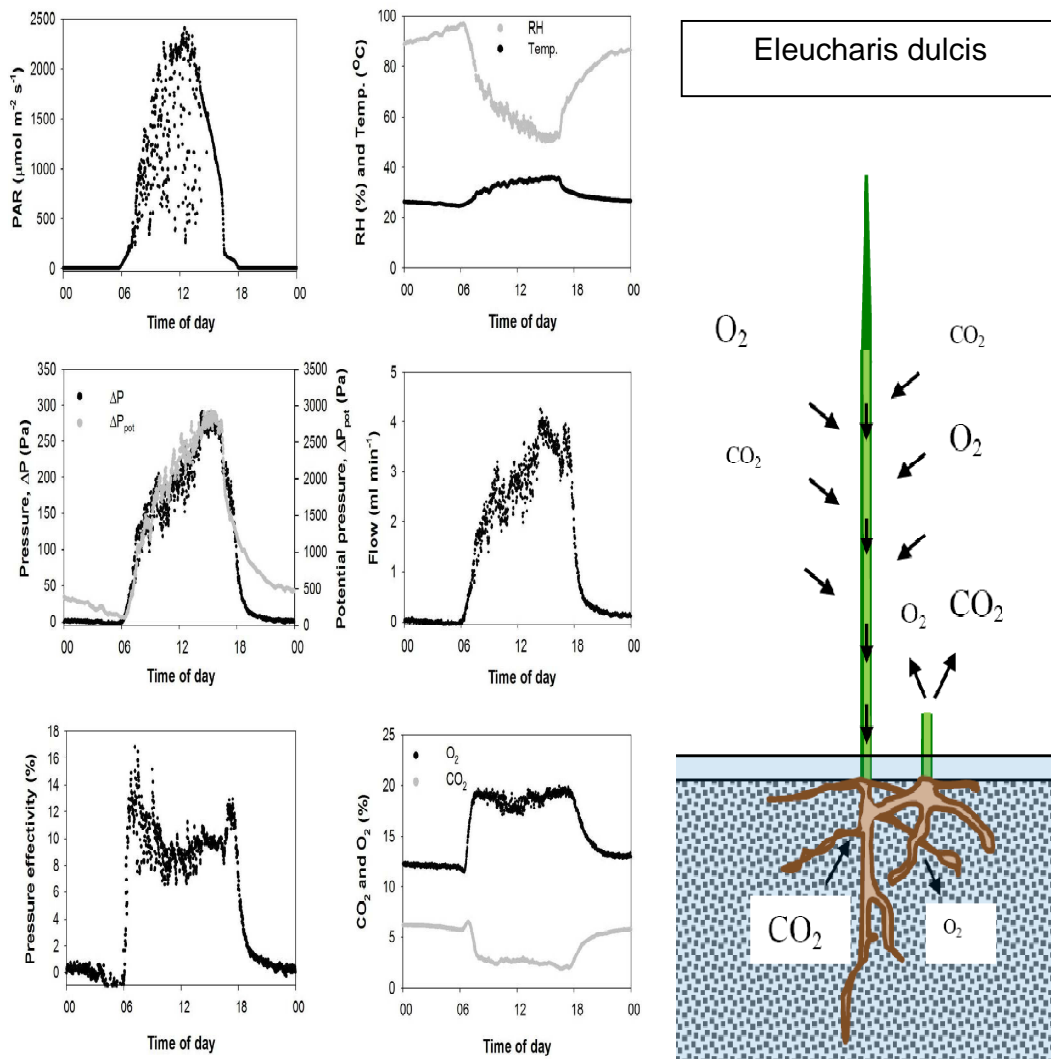 Eleucharis dulcis
PAR (µmol m⁻² s⁻¹)
2500
2000
1500
1000
500
0
00 06 12 18 00
Time of day
RH (%) and Temp. (°C)
100
80
60
40
20
0
RH
Temp.
00 06 12 18 00
Time of day
Pressure, ΔP (Pa)
350
300
250
200
150
100
50
0
ΔP
ΔPpot
3500
3000
2500
2000
1500
1000
500
0
Potential pressure, ΔPpot (Pa)
00 06 12 18 00
Time of day
Flow (ml min⁻¹)
5
4
3
2
1
0
00 06 12 18 00
Time of day
Pressure effectivity (%)
18
16
14
12
10
8
6
4
2
0
00 06 12 18 00
Time of day
CO₂ and O₂ (%)
25
20
15
10
5
0
O₂
CO₂
00 06 12 18 00
Time of day
O₂
CO₂
CO₂
O₂
O₂
CO₂
CO₂
O₂